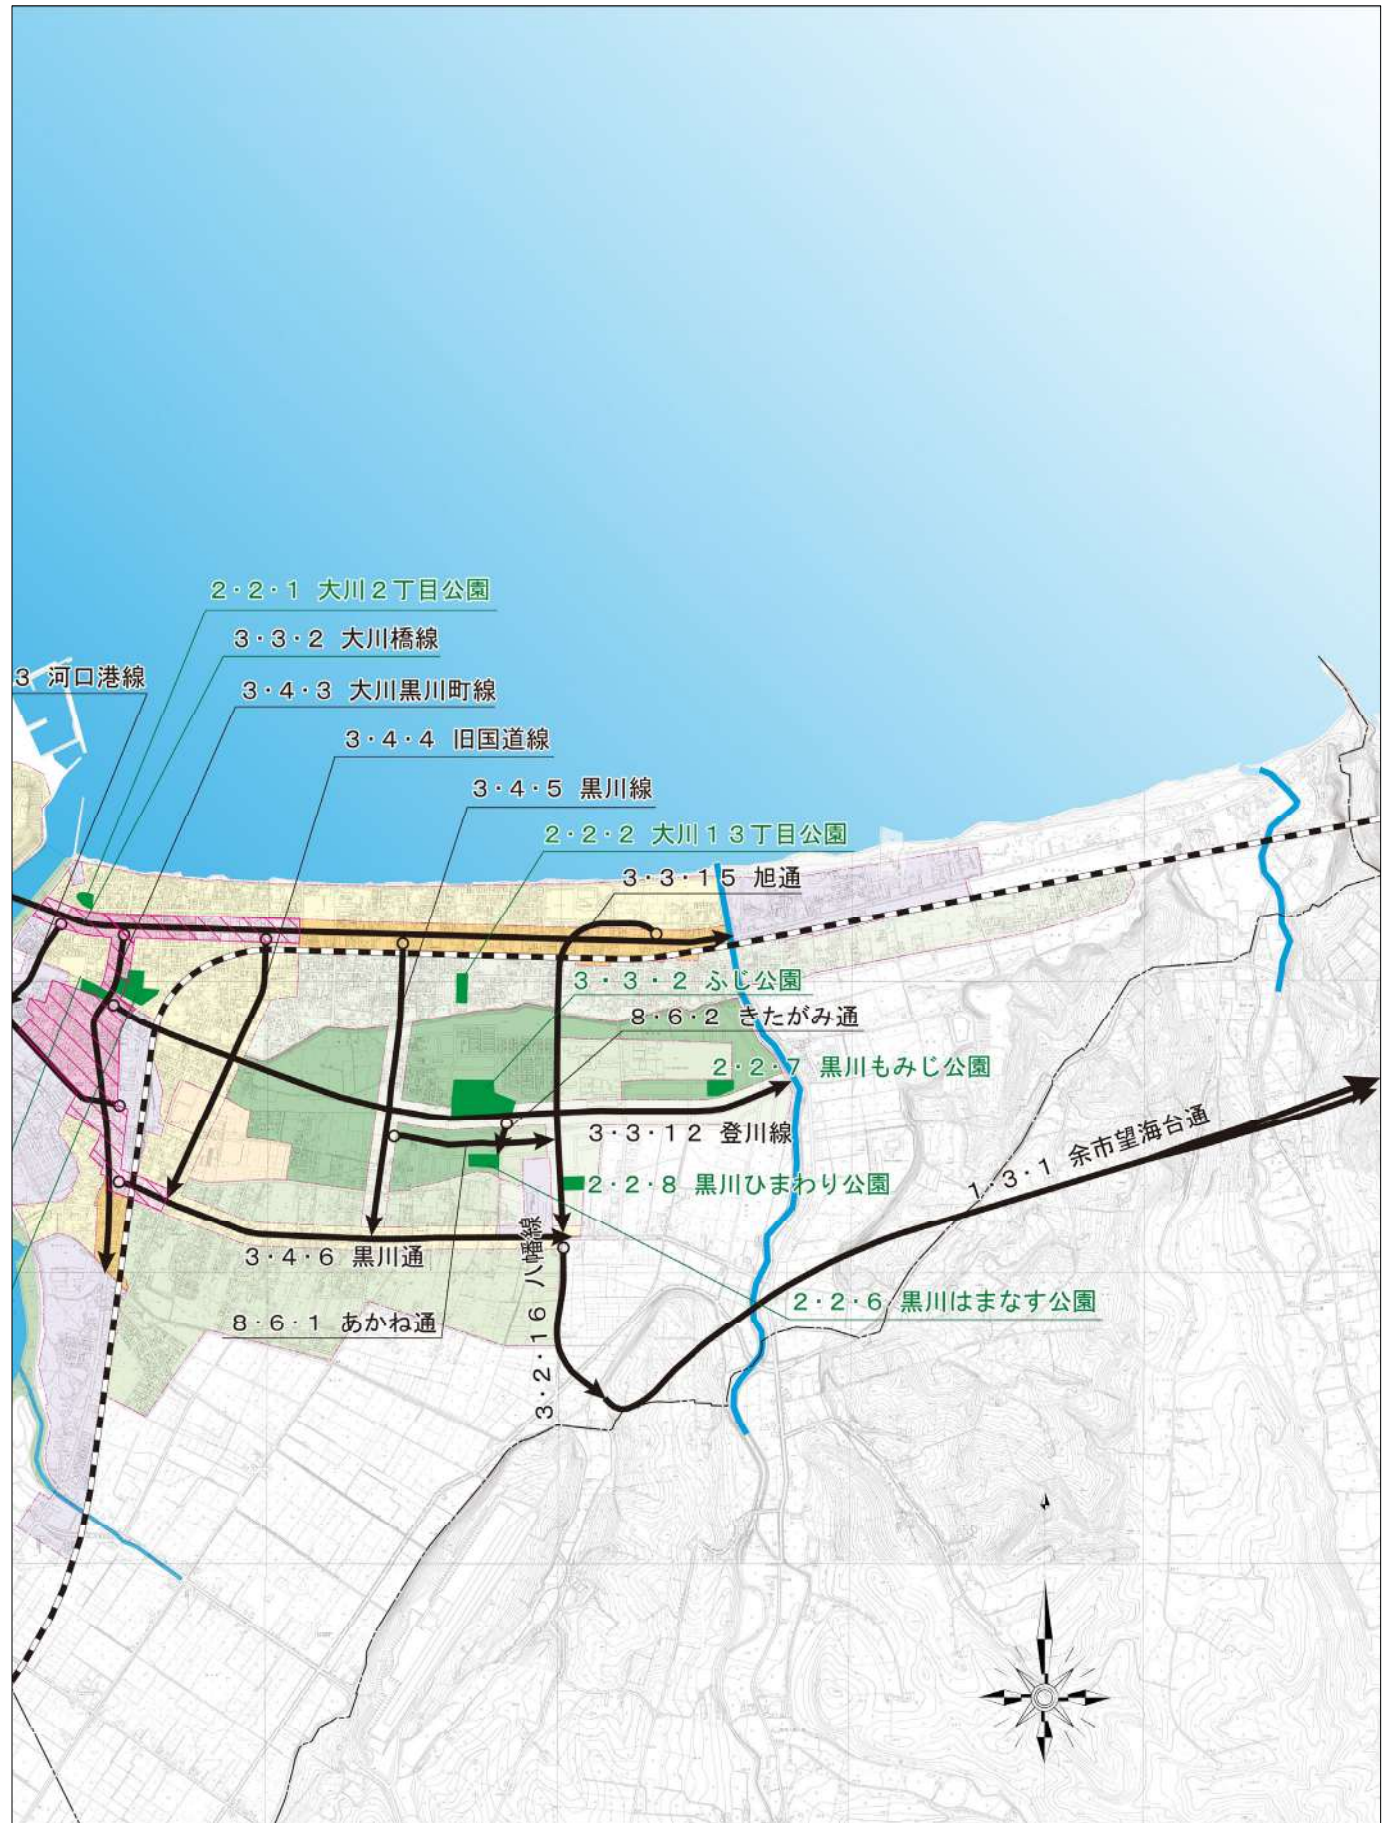 ２・２・１ 大川２丁目公園
３・３・２ 大川橋線
３ 河口港線
３・４・３ 大川黒川町線
３・４・４ 旧国道線
３・４・５ 黒川線
２・２・２ 大川１３丁目公園
３・３・１５ 旭通
３・３・２ ふじ公園
８・６・２ きたがみ通
２・２・７ 黒川もみじ公園
３・３・１２ 登川線
１・３・１ 余市望海台通
２・２・８ 黒川ひまわり公園
３・４・６ 黒川通
３・２・１６ 八幡線
２・２・６ 黒川はまなす公園
８・６・１ あかね通